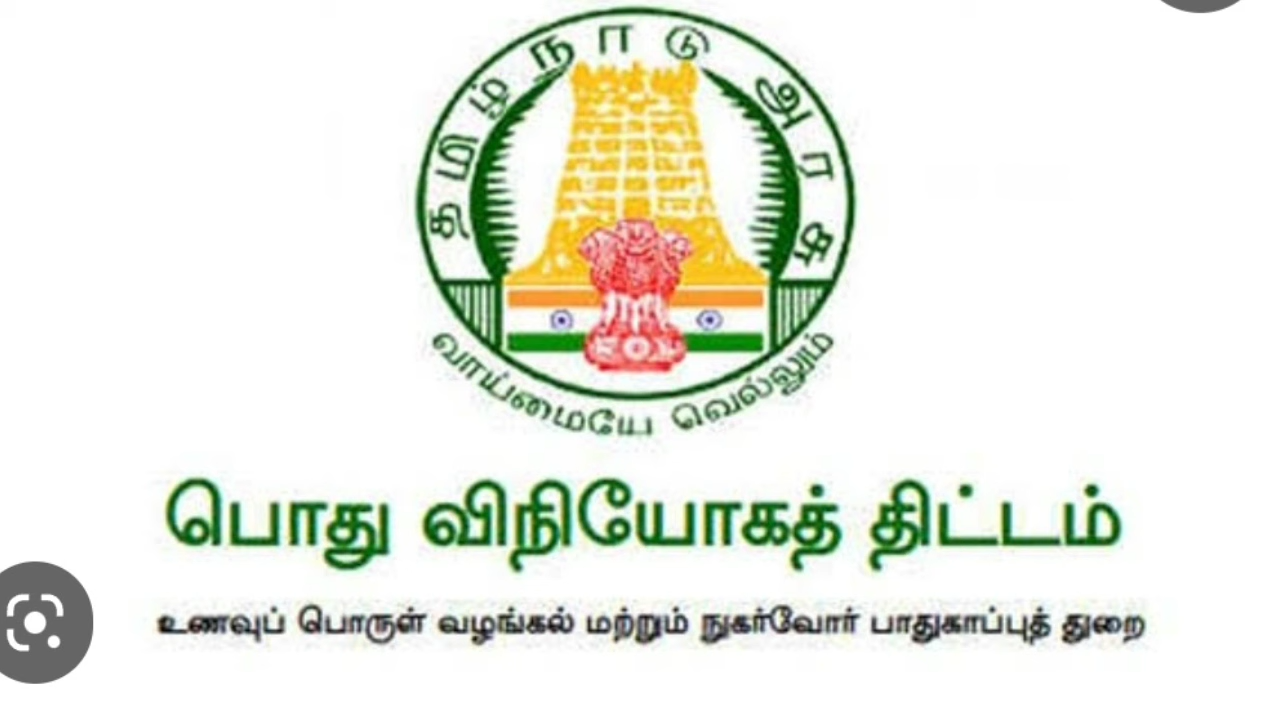 தமிழ்நாடு அரசு
வாய்மையே வெல்லும்
பொது விநியோகத் திட்டம்
உணவுப் பொருள் வழங்கல் மற்றும் நுகர்வோர் பாதுகாப்புத் துறை